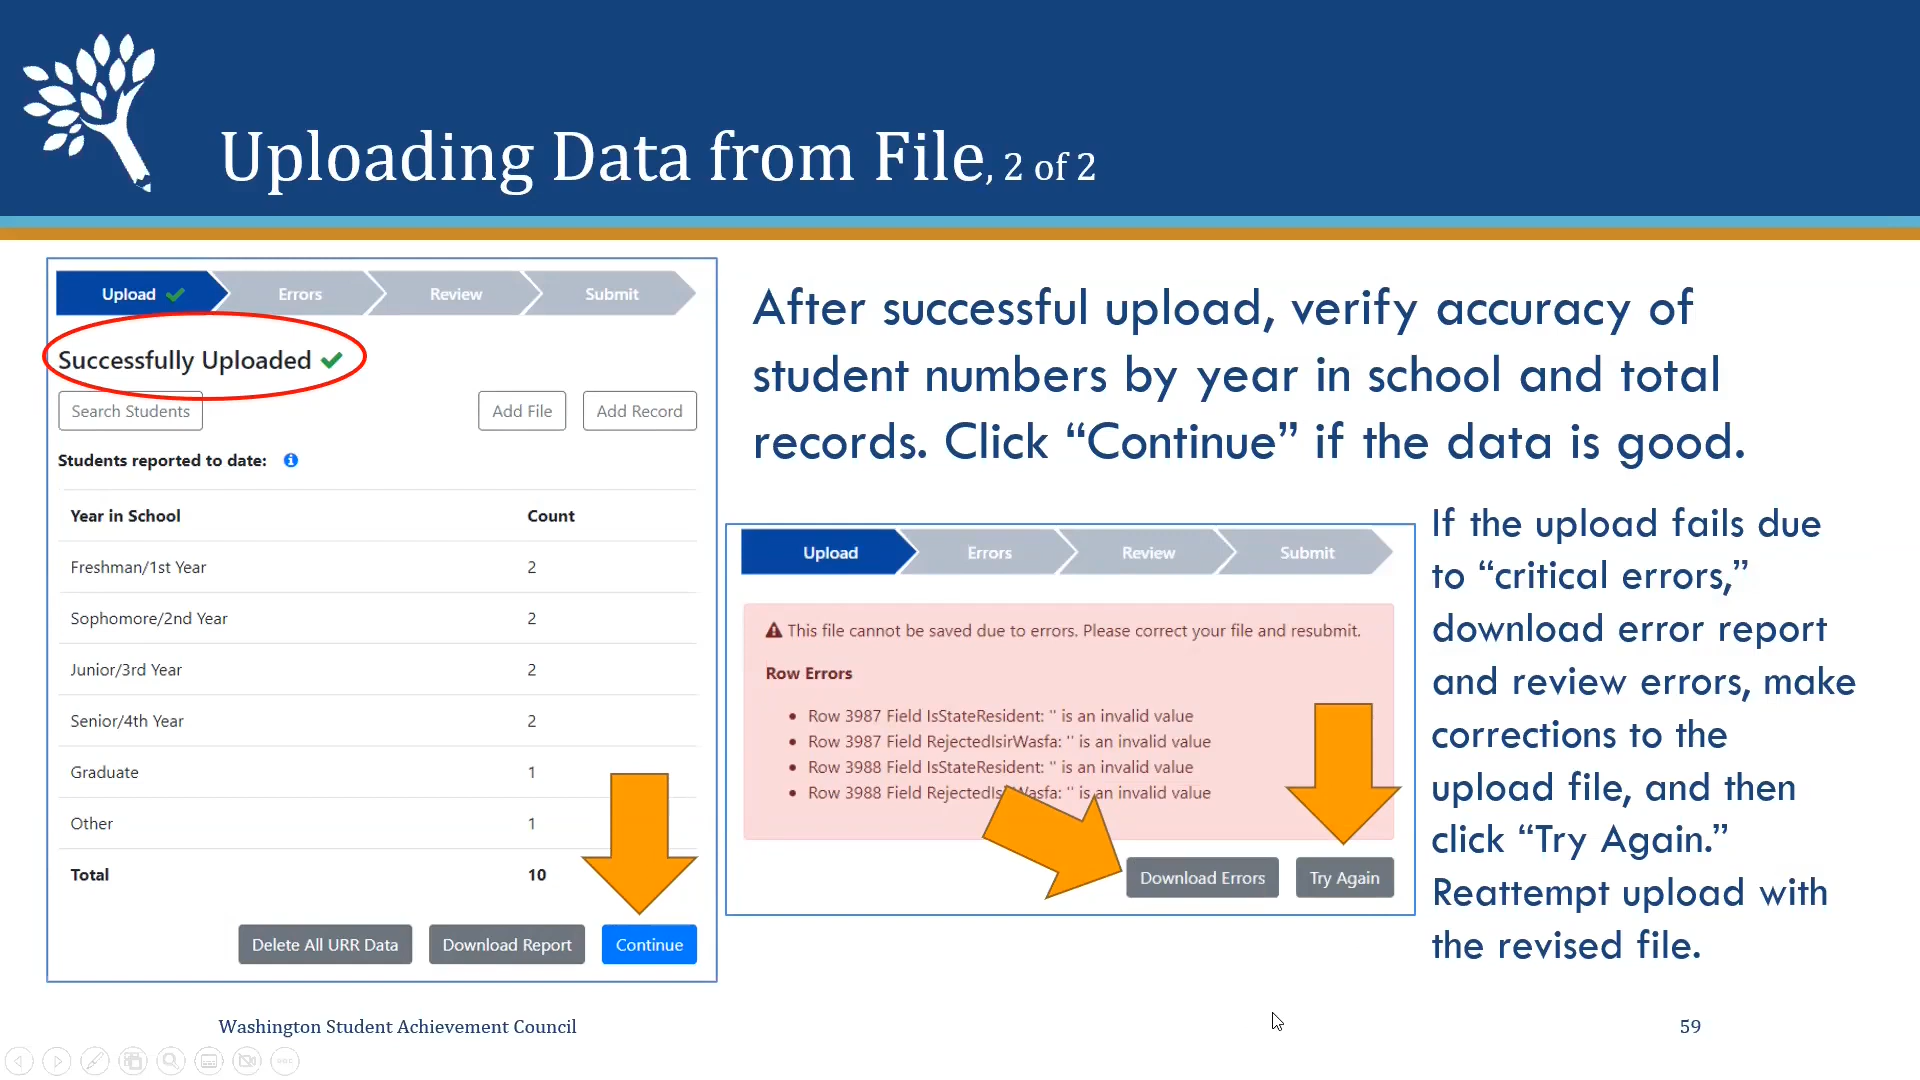 Uploading Data from File, 2 of 2
Upload
Errors
Review
Submit
Successfully Uploaded
Search Students
Add File
Add Record
Students reported to date:
Year in School Count
Freshman/1st Year 2
Sophomore/2nd Year 2
Junior/3rd Year 2
Senior/4th Year 2
Graduate 1
Other 1
Total 10
Delete All URR Data
Download Report
Continue
After successful upload, verify accuracy of
student numbers by year in school and total
records. Click “Continue” if the data is good.
Upload
Errors
Review
Submit
This file cannot be saved due to errors. Please correct your file and resubmit.
Row Errors
• Row 3987 Field IsStateResident: '' is an invalid value
• Row 3987 Field RejectedIsirWasfa: '' is an invalid value
• Row 3988 Field IsStateResident: '' is an invalid value
• Row 3988 Field RejectedIsirWasfa: '' is an invalid value
Download Errors
Try Again
If the upload fails due
to “critical errors,”
download error report
and review errors, make
corrections to the
upload file, and then
click “Try Again.”
Reattempt upload with
the revised file.
Washington Student Achievement Council
59